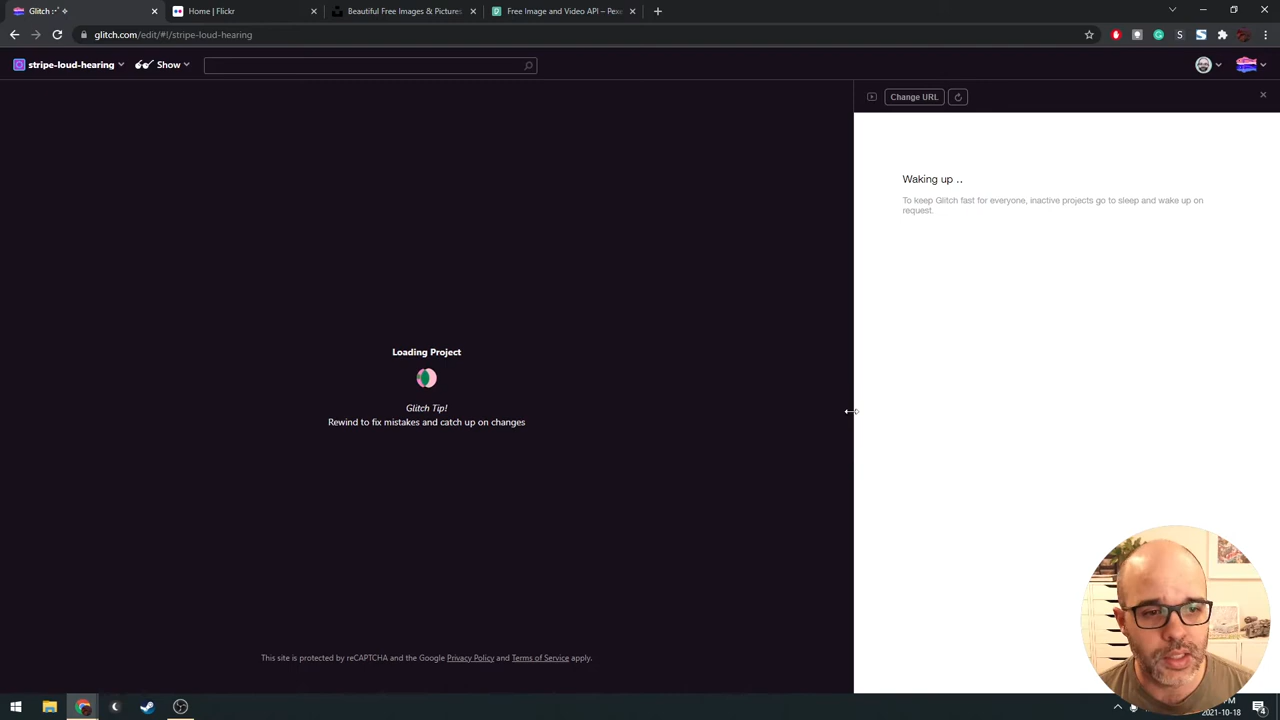 Glitch :･ﾟ
Home | Flickr
Beautiful Free Images & Pictures
Free Image and Video API – Pexe
glitch.com/edit/#!/stripe-loud-hearing
stripe-loud-hearing
Show
Change URL
Waking up ..
To keep Glitch fast for everyone, inactive projects go to sleep and wake up on
request.
Loading Project
Glitch Tip!
Rewind to fix mistakes and catch up on changes
This site is protected by reCAPTCHA and the Google Privacy Policy and Terms of Service apply.
2021-10-18
4